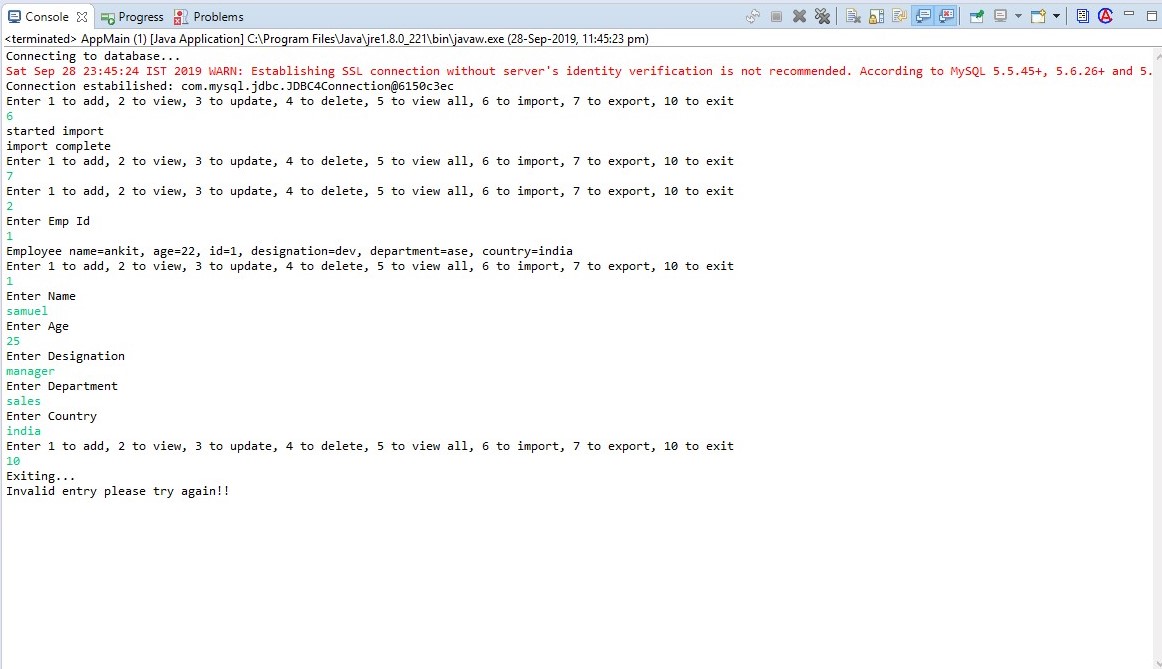 Console Progress Problems
<terminated> AppMain (1) [Java Application] C:\Program Files\Java\jre1.8.0_221\bin\javaw.exe (28-Sep-2019, 11:45:23 pm)
Connecting to database...
Sat Sep 28 23:45:24 IST 2019 WARN: Establishing SSL connection without server's identity verification is not recommended. According to MySQL 5.5.45+, 5.6.26+ and 5.
Connection estabilished: com.mysql.jdbc.JDBC4Connection@6150c3ec
Enter 1 to add, 2 to view, 3 to update, 4 to delete, 5 to view all, 6 to import, 7 to export, 10 to exit
6
started import
import complete
Enter 1 to add, 2 to view, 3 to update, 4 to delete, 5 to view all, 6 to import, 7 to export, 10 to exit
7
Enter 1 to add, 2 to view, 3 to update, 4 to delete, 5 to view all, 6 to import, 7 to export, 10 to exit
2
Enter Emp Id
1
Employee name=ankit, age=22, id=1, designation=dev, department=ase, country=india
Enter 1 to add, 2 to view, 3 to update, 4 to delete, 5 to view all, 6 to import, 7 to export, 10 to exit
1
Enter Name
samuel
Enter Age
25
Enter Designation
manager
Enter Department
sales
Enter Country
india
Enter 1 to add, 2 to view, 3 to update, 4 to delete, 5 to view all, 6 to import, 7 to export, 10 to exit
10
Exiting...
Invalid entry please try again!!